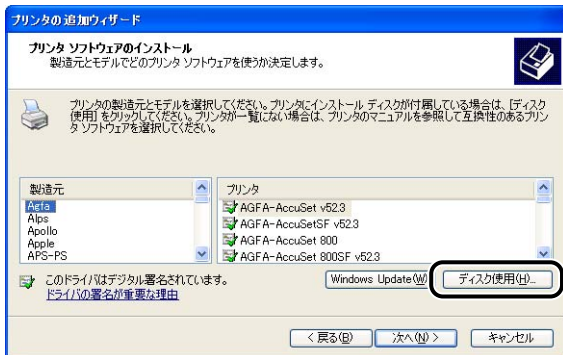 プリンタの追加ウィザード
プリンタ ソフトウェアのインストール
製造元とモデルでどのプリンタ ソフトウェアを使うか決定します。
プリンタの製造元とモデルを選択してください。プリンタにインストール ディスクが付属している場合は、[ディスク
使用] をクリックしてください。プリンタが一覧にない場合は、プリンタのマニュアルを参照して互換性のあるプリン
タ ソフトウェアを選択してください。
製造元
Agfa
Alps
Apollo
Apple
APS-PS
プリンタ
AGFA-AccuSet v52.3
AGFA-AccuSetSF v52.3
AGFA-AccuSet 800
AGFA-AccuSet 800SF v52.3
このドライバはデジタル署名されています。
ドライバの署名が重要な理由
Windows Update(W)
ディスク使用(H)...
< 戻る(B)
次へ(N) >
キャンセル